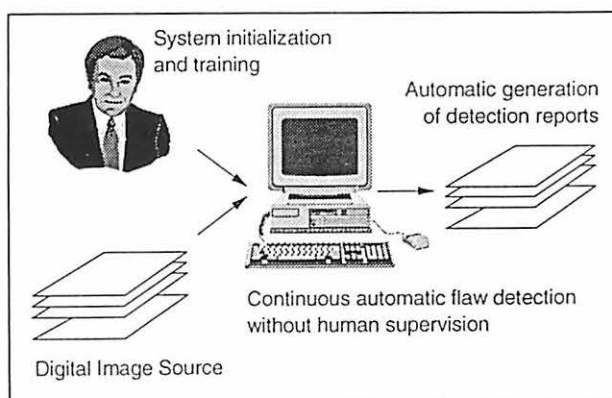 System initialization
and training
Automatic generation
of detection reports
Continuous automatic flaw detection
without human supervision
Digital Image Source